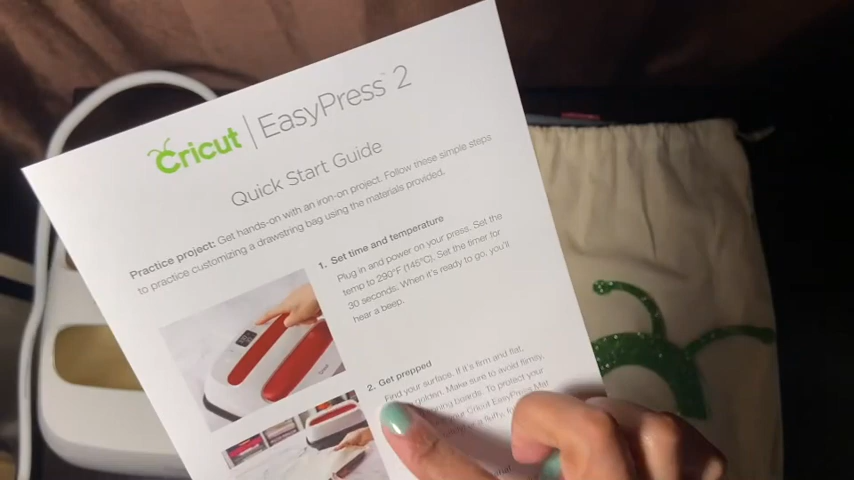 Cricut | EasyPress™ 2
Quick Start Guide
Practice project: Get hands-on with an iron-on project. Follow these simple steps
to practice customizing a drawstring bag using the materials provided.
1. Set time and temperature
Plug in and power on your press. Set the
temp to 290°F (145°C). Set the timer for
30 seconds. When it's ready to go, you'll
hear a beep.
2. Get prepped
Find your surface. If it's firm and flat,
golden. Make sure to avoid flimsy,
boards. To protect your
Cricut EasyPress Mat
a fluffy,